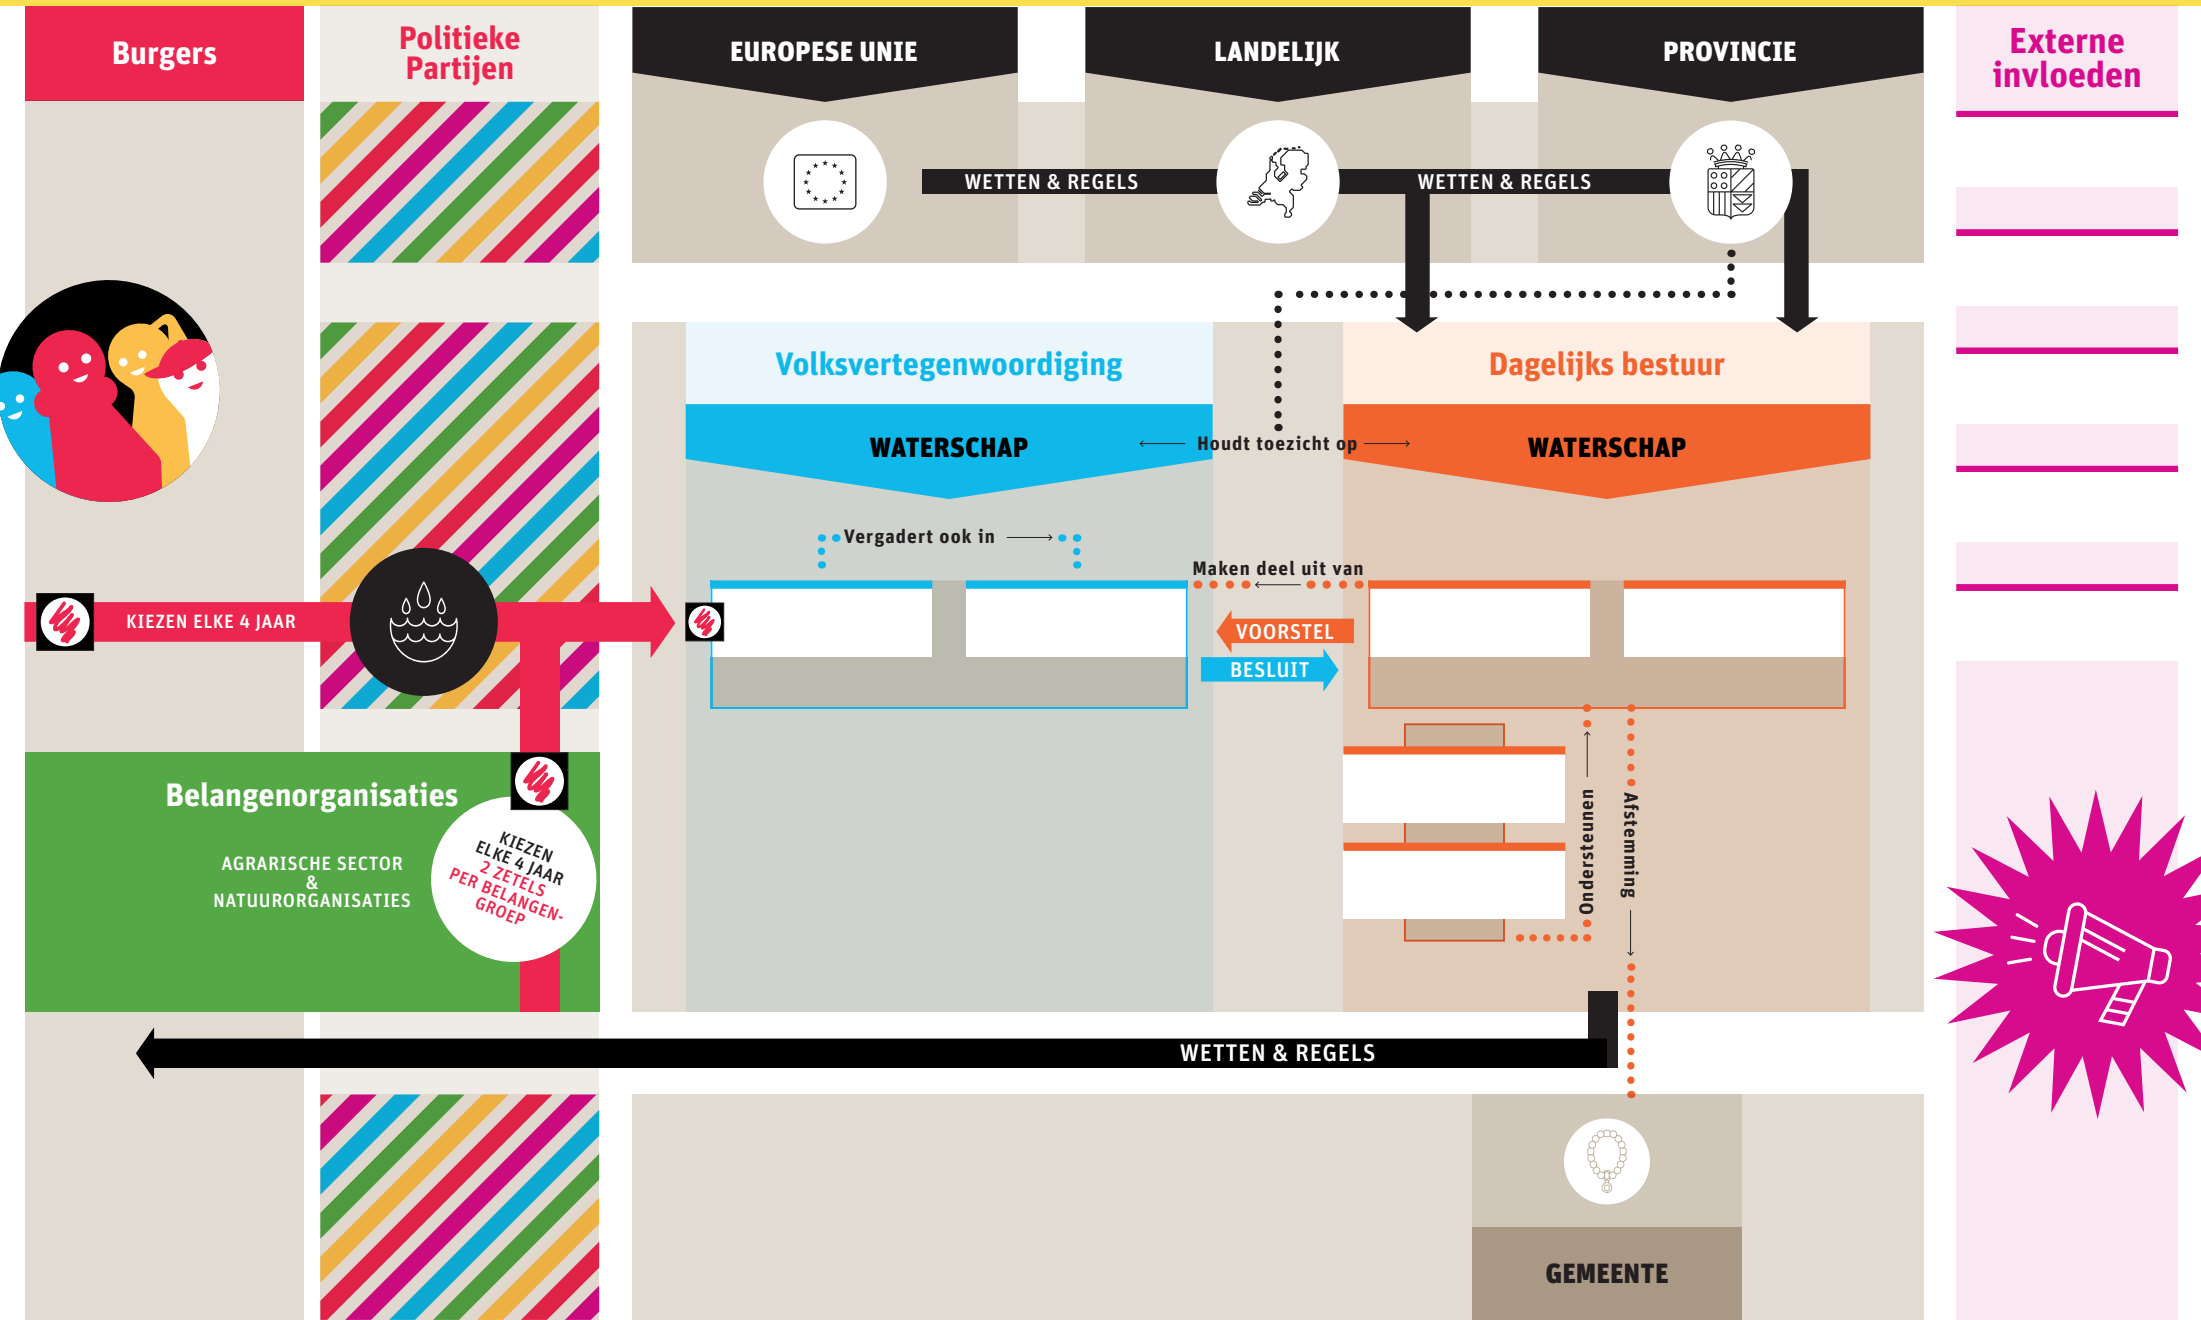 Burgers
Politieke
Partijen
EUROPESE UNIE
LANDELIJK
PROVINCIE
Externe
invloeden
WETTEN & REGELS
WETTEN & REGELS
Volksvertegenwoordiging
Dagelijks bestuur
WATERSCHAP
Houdt toezicht op
WATERSCHAP
Vergadert ook in
Maken deel uit van
KIEZEN ELKE 4 JAAR
VOORSTEL
BESLUIT
Belangenorganisaties
AGRARISCHE SECTOR
&
NATUURORGANISATIES
KIEZEN
ELKE 4 JAAR
2 ZETELS
PER BELANGEN-
GROEP
Ondersteunen
Afstemming
WETTEN & REGELS
GEMEENTE